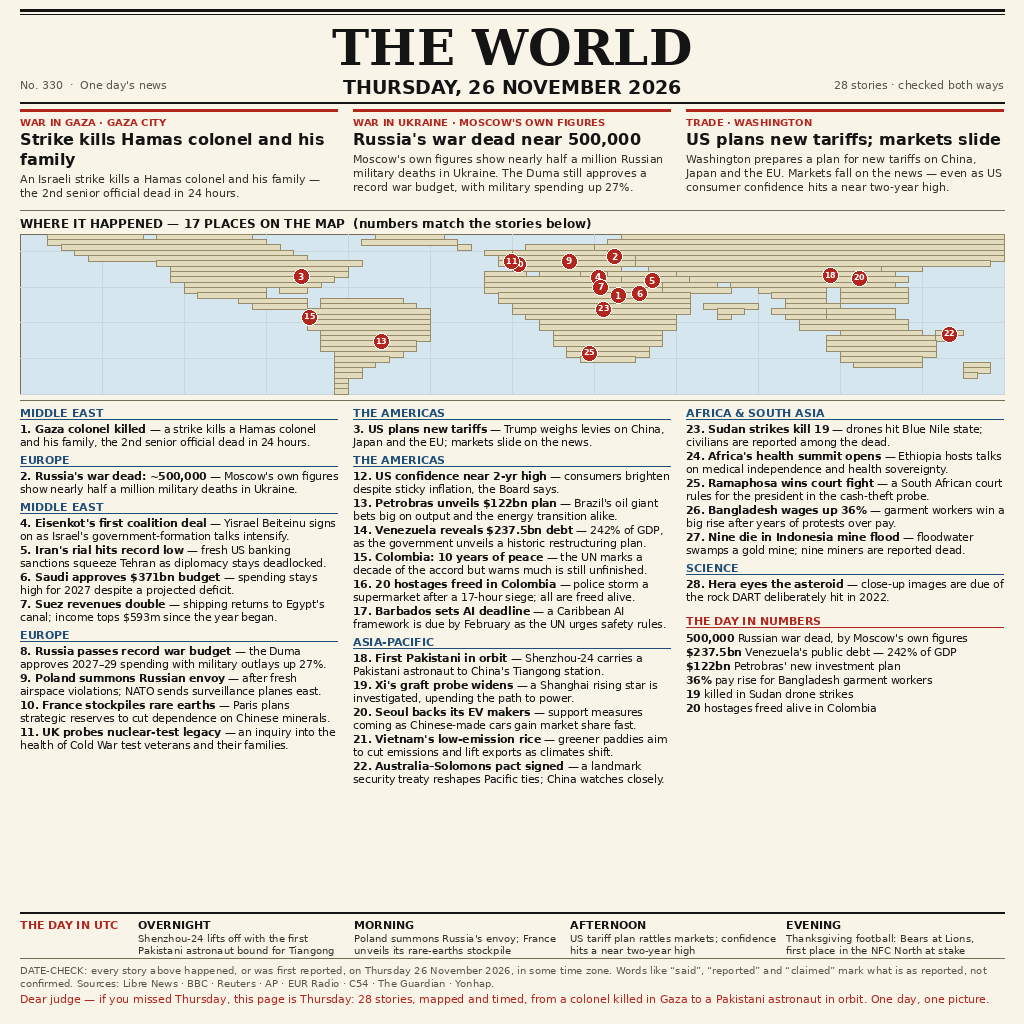 THE WORLD
No. 330 · One day's news
THURSDAY, 26 NOVEMBER 2026
28 stories · checked both ways
WAR IN GAZA · GAZA CITY
Strike kills Hamas colonel and his
family
An Israeli strike kills a Hamas colonel and his family —
the 2nd senior official dead in 24 hours.
WAR IN UKRAINE · MOSCOW'S OWN FIGURES
Russia's war dead near 500,000
Moscow's own figures show nearly half a million Russian
military deaths in Ukraine. The Duma still approves a
record war budget, with military spending up 27%.
TRADE · WASHINGTON
US plans new tariffs; markets slide
Washington prepares a plan for new tariffs on China,
Japan and the EU. Markets fall on the news — even as US
consumer confidence hits a near two-year high.
WHERE IT HAPPENED — 17 PLACES ON THE MAP (numbers match the stories below)
11
9
2
3
4
5
18
20
7
1
6
23
15
13
22
25
MIDDLE EAST
1. Gaza colonel killed — a strike kills a Hamas colonel
and his family, the 2nd senior official dead in 24 hours.
EUROPE
2. Russia's war dead: ~500,000 — Moscow's own figures
show nearly half a million military deaths in Ukraine.
MIDDLE EAST
4. Eisenkot's first coalition deal — Yisrael Beiteinu signs
on as Israel's government-formation talks intensify.
5. Iran's rial hits record low — fresh US banking
sanctions squeeze Tehran as diplomacy stays deadlocked.
6. Saudi approves $371bn budget — spending stays
high for 2027 despite a projected deficit.
7. Suez revenues double — shipping returns to Egypt's
canal; income tops $593m since the year began.
EUROPE
8. Russia passes record war budget — the Duma
approves 2027–29 spending with military outlays up 27%.
9. Poland summons Russian envoy — after fresh
airspace violations; NATO sends surveillance planes east.
10. France stockpiles rare earths — Paris plans
strategic reserves to cut dependence on Chinese minerals.
11. UK probes nuclear-test legacy — an inquiry into the
health of Cold War test veterans and their families.
THE AMERICAS
3. US plans new tariffs — Trump weighs levies on China,
Japan and the EU; markets slide on the news.
THE AMERICAS
12. US confidence near 2-yr high — consumers brighten
despite sticky inflation, the Board says.
13. Petrobras unveils $122bn plan — Brazil's oil giant
bets big on output and the energy transition alike.
14. Venezuela reveals $237.5bn debt — 242% of GDP,
as the government unveils a historic restructuring plan.
15. Colombia: 10 years of peace — the UN marks a
decade of the accord but warns much is still unfinished.
16. 20 hostages freed in Colombia — police storm a
supermarket after a 17-hour siege; all are freed alive.
17. Barbados sets AI deadline — a Caribbean AI
framework is due by February as the UN urges safety rules.
ASIA-PACIFIC
18. First Pakistani in orbit — Shenzhou-24 carries a
Pakistani astronaut to China's Tiangong station.
19. Xi's graft probe widens — a Shanghai rising star is
investigated, upending the path to power.
20. Seoul backs its EV makers — support measures
coming as Chinese-made cars gain market share fast.
21. Vietnam's low-emission rice — greener paddies aim
to cut emissions and lift exports as climates shift.
22. Australia–Solomons pact signed — a landmark
security treaty reshapes Pacific ties; China watches closely.
AFRICA & SOUTH ASIA
23. Sudan strikes kill 19 — drones hit Blue Nile state;
civilians are reported among the dead.
24. Africa's health summit opens — Ethiopia hosts talks
on medical independence and health sovereignty.
25. Ramaphosa wins court fight — a South African court
rules for the president in the cash-theft probe.
26. Bangladesh wages up 36% — garment workers win a
big rise after years of protests over pay.
27. Nine die in Indonesia mine flood — floodwater
swamps a gold mine; nine miners are reported dead.
SCIENCE
28. Hera eyes the asteroid — close-up images are due of
the rock DART deliberately hit in 2022.
THE DAY IN NUMBERS
500,000 Russian war dead, by Moscow's own figures
$237.5bn Venezuela's public debt — 242% of GDP
$122bn Petrobras' new investment plan
36% pay rise for Bangladesh garment workers
19 killed in Sudan drone strikes
20 hostages freed alive in Colombia
THE DAY IN UTC
OVERNIGHT
Shenzhou-24 lifts off with the first
Pakistani astronaut bound for Tiangong
MORNING
Poland summons Russia's envoy; France
unveils its rare-earths stockpile
AFTERNOON
US tariff plan rattles markets; confidence
hits a near two-year high
EVENING
Thanksgiving football: Bears at Lions,
first place in the NFC North at stake
DATE-CHECK: every story above happened, or was first reported, on Thursday 26 November 2026, in some time zone. Words like “said”, “reported” and “claimed” mark what is as reported, not
confirmed. Sources: Libre News · BBC · Reuters · AP · EUR Radio · C54 · The Guardian · Yonhap.
Dear judge — if you missed Thursday, this page is Thursday: 28 stories, mapped and timed, from a colonel killed in Gaza to a Pakistani astronaut in orbit. One day, one picture.